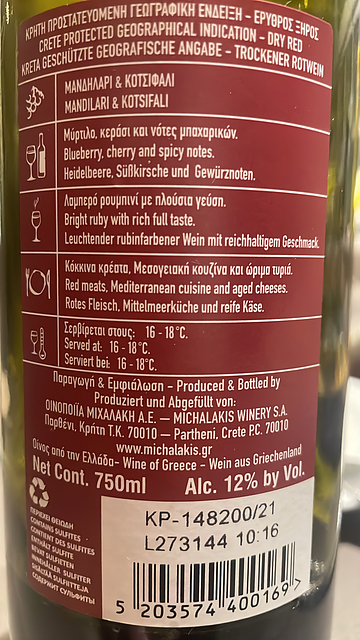 ΚΡΗΤΗ ΠΡΟΣΤΑΤΕΥΟΜΕΝΗ ΓΕΩΓΡΑΦΙΚΗ ΕΝΔΕΙΞΗ - ΕΡΥΘΡΟΣ ΞΗΡΟΣ
CRETE PROTECTED GEOGRAPHICAL INDICATION - DRY RED
KRETA GESCHÜTZTE GEOGRAFISCHE ANGABE - TROCKENER ROTWEIN
ΜΑΝΔΗΛΑΡΙ & ΚΟΤΣΙΦΑΛΙ
MANDILARI & KOTSIFALI
Μύρτιλο, κεράσι και νότες μπαχαρικών.
Blueberry, cherry and spicy notes.
Heidelbeere, Süßkirsche und Gewürznoten.
Λαμπερό ρουμπινί με πλούσια γεύση.
Bright ruby with rich full taste.
Leuchtender rubinfarbener Wein mit reichhaltigem Geschmack.
Κόκκινα κρέατα, Μεσογειακή κουζίνα και ώριμα τυριά.
Red meats, Mediterranean cuisine and aged cheeses.
Rotes Fleisch, Mittelmeerküche und reife Käse.
Σερβίρεται στους: 16 - 18°C.
Served at: 16 - 18°C.
Serviert bei: 16 - 18°C.
Παραγωγή & Εμφιάλωση - Produced & Bottled by
Produziert und Abgefüllt von:
ΟΙΝΟΠΟΙΪΑ ΜΙΧΑΛΑΚΗ Α.Ε. — MICHALAKIS WINERY S.A.
Παρθένι, Κρήτη Τ.Κ. 70010 — Partheni, Crete P.C. 70010
www.michalakis.gr
Οίνος από την Ελλάδα- Wine of Greece - Wein aus Griechenland
Net Cont. 750ml Alc. 12% by Vol.
ΠΕΡΙΕΧΕΙ ΘΕΙΩΔΗ
CONTAINS SULFITES
CONTIENT DES SULFITES
ENTHÄLT SULFITE
BEVAT SULFIETEN
INNEHÅLLER SULFITER
SISÄLTÄÄ SULFIITTEJA
СОДЕРЖИТ СУЛЬФИТЫ
KP-148200/21
L273144 10:16
5 203574 400169 >